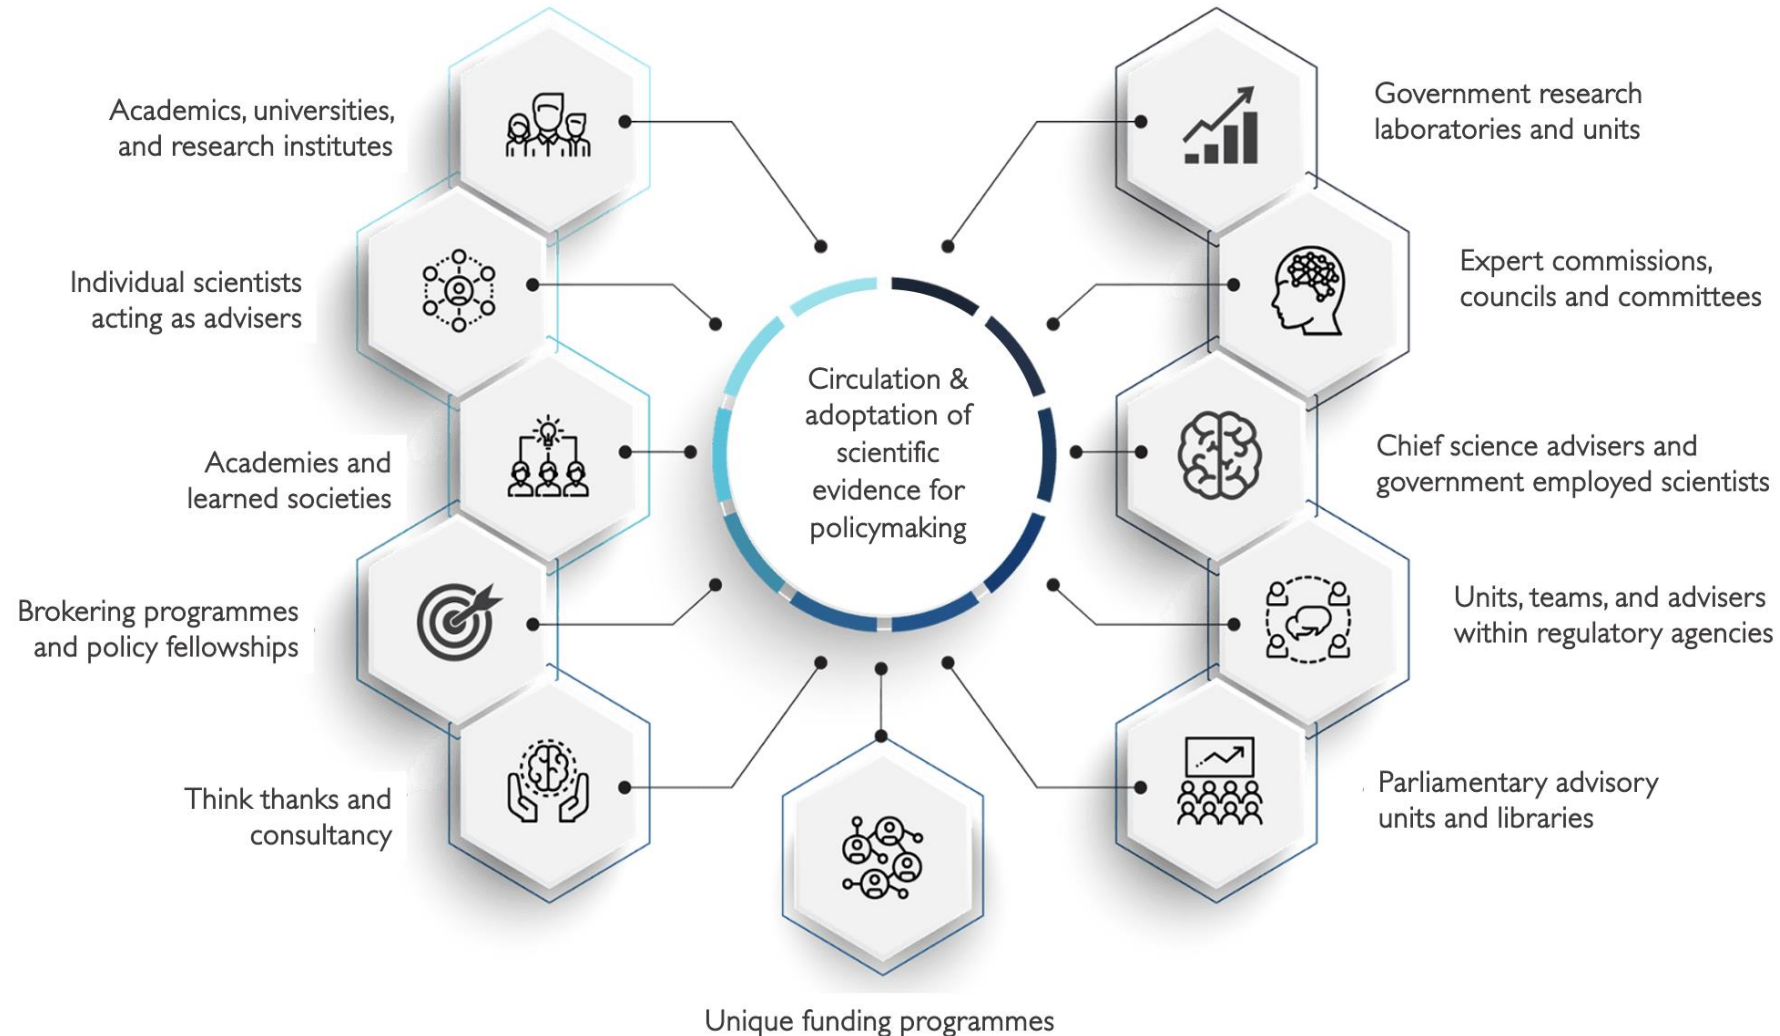 Academics, universities,
and research institutes
Individual scientists
acting as advisers
Academies and
learned societies
Brokering programmes
and policy fellowships
Think thanks and
consultancy
Circulation &
adoptation of
scientific
evidence for
policymaking
Unique funding programmes
Government research
laboratories and units
Expert commissions,
councils and committees
Chief science advisers and
government employed scientists
Units, teams, and advisers
within regulatory agencies
Parliamentary advisory
units and libraries